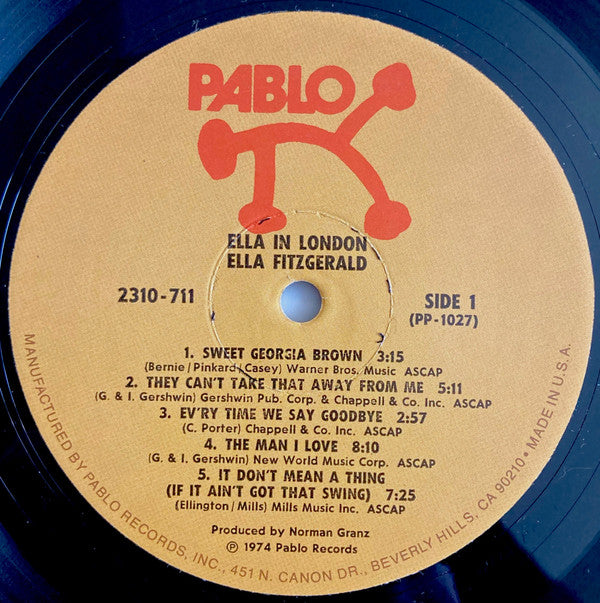 PABLO
ELLA IN LONDON
ELLA FITZGERALD
2310-711
SIDE 1
(PP-1027)
1. SWEET GEORGIA BROWN 3:15
(Bernie/Pinkard/Casey) Warner Bros. Music ASCAP
2. THEY CAN'T TAKE THAT AWAY FROM ME 5:11
(G. & I. Gershwin) Gershwin Pub. Corp. & Chappell & Co. Inc. ASCAP
3. EV'RY TIME WE SAY GOODBYE 2:57
(C. Porter) Chappell & Co. Inc. ASCAP
4. THE MAN I LOVE 8:10
(G. & I. Gershwin) New World Music Corp. ASCAP
5. IT DON'T MEAN A THING
(IF IT AIN'T GOT THAT SWING) 7:25
(Ellington/Mills) Mills Music Inc. ASCAP
Produced by Norman Granz
℗ 1974 Pablo Records
MANUFACTURED BY PABLO RECORDS, INC., 451 N. CANON DR., BEVERLY HILLS, CA 90210 • MADE IN U.S.A.